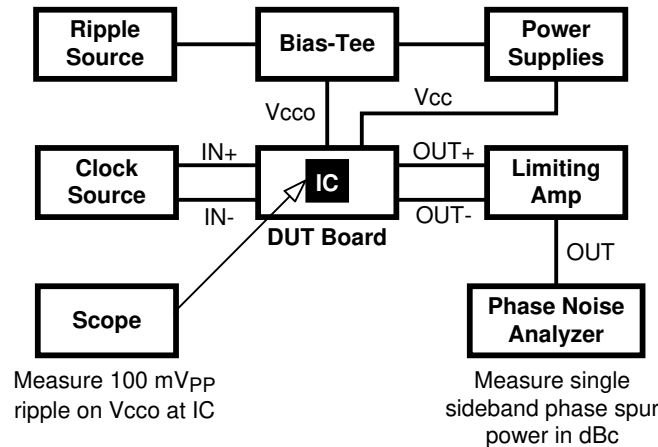 Ripple
Source
Bias-Tee
Power
Supplies
Vcco
Vcc
Clock
Source
IN+
IN-
IC
DUT Board
OUT+
OUT-
Limiting
Amp
OUT
Scope
Phase Noise
Analyzer
Measure 100 mVPP
ripple on Vcco at IC
Measure single
sideband phase spur
power in dBc